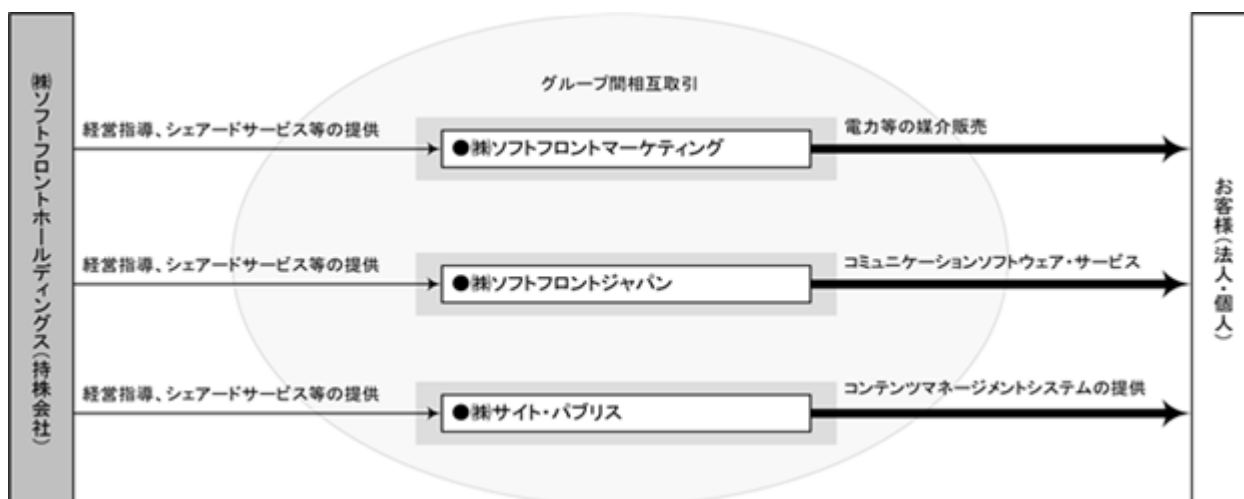 ㈱ソフトフロントホールディングス(持株会社)
グループ間相互取引
経営指導、シェアードサービス等の提供
●㈱ソフトフロントマーケティング
電力等の媒介販売
経営指導、シェアードサービス等の提供
●㈱ソフトフロントジャパン
コミュニケーションソフトウェア・サービス
経営指導、シェアードサービス等の提供
●㈱サイト・パブリス
コンテンツマネージメントシステムの提供
お客様(法人・個人)